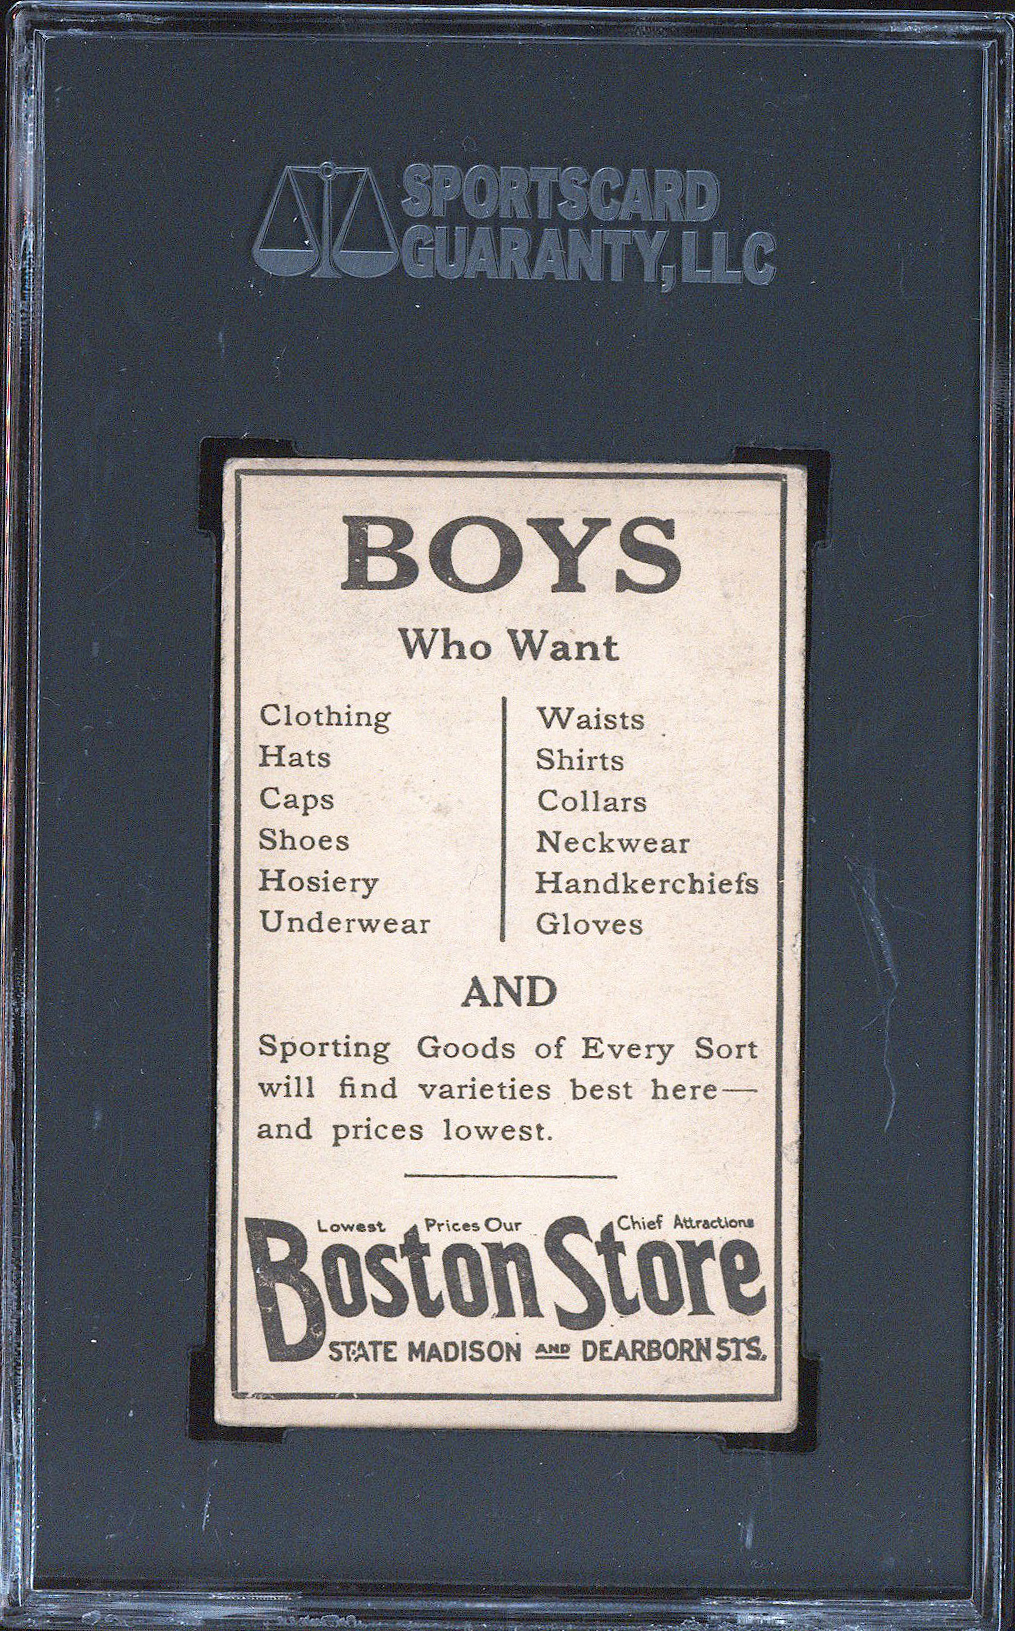 SPORTSCARD
GUARANTY, LLC
BOYS
Who Want
Clothing
Hats
Caps
Shoes
Hosiery
Underwear
Waists
Shirts
Collars
Neckwear
Handkerchiefs
Gloves
AND
Sporting Goods of Every Sort
will find varieties best here—
and prices lowest.
Lowest Prices Our Chief Attractions
Boston Store
STATE MADISON AND DEARBORN STS.